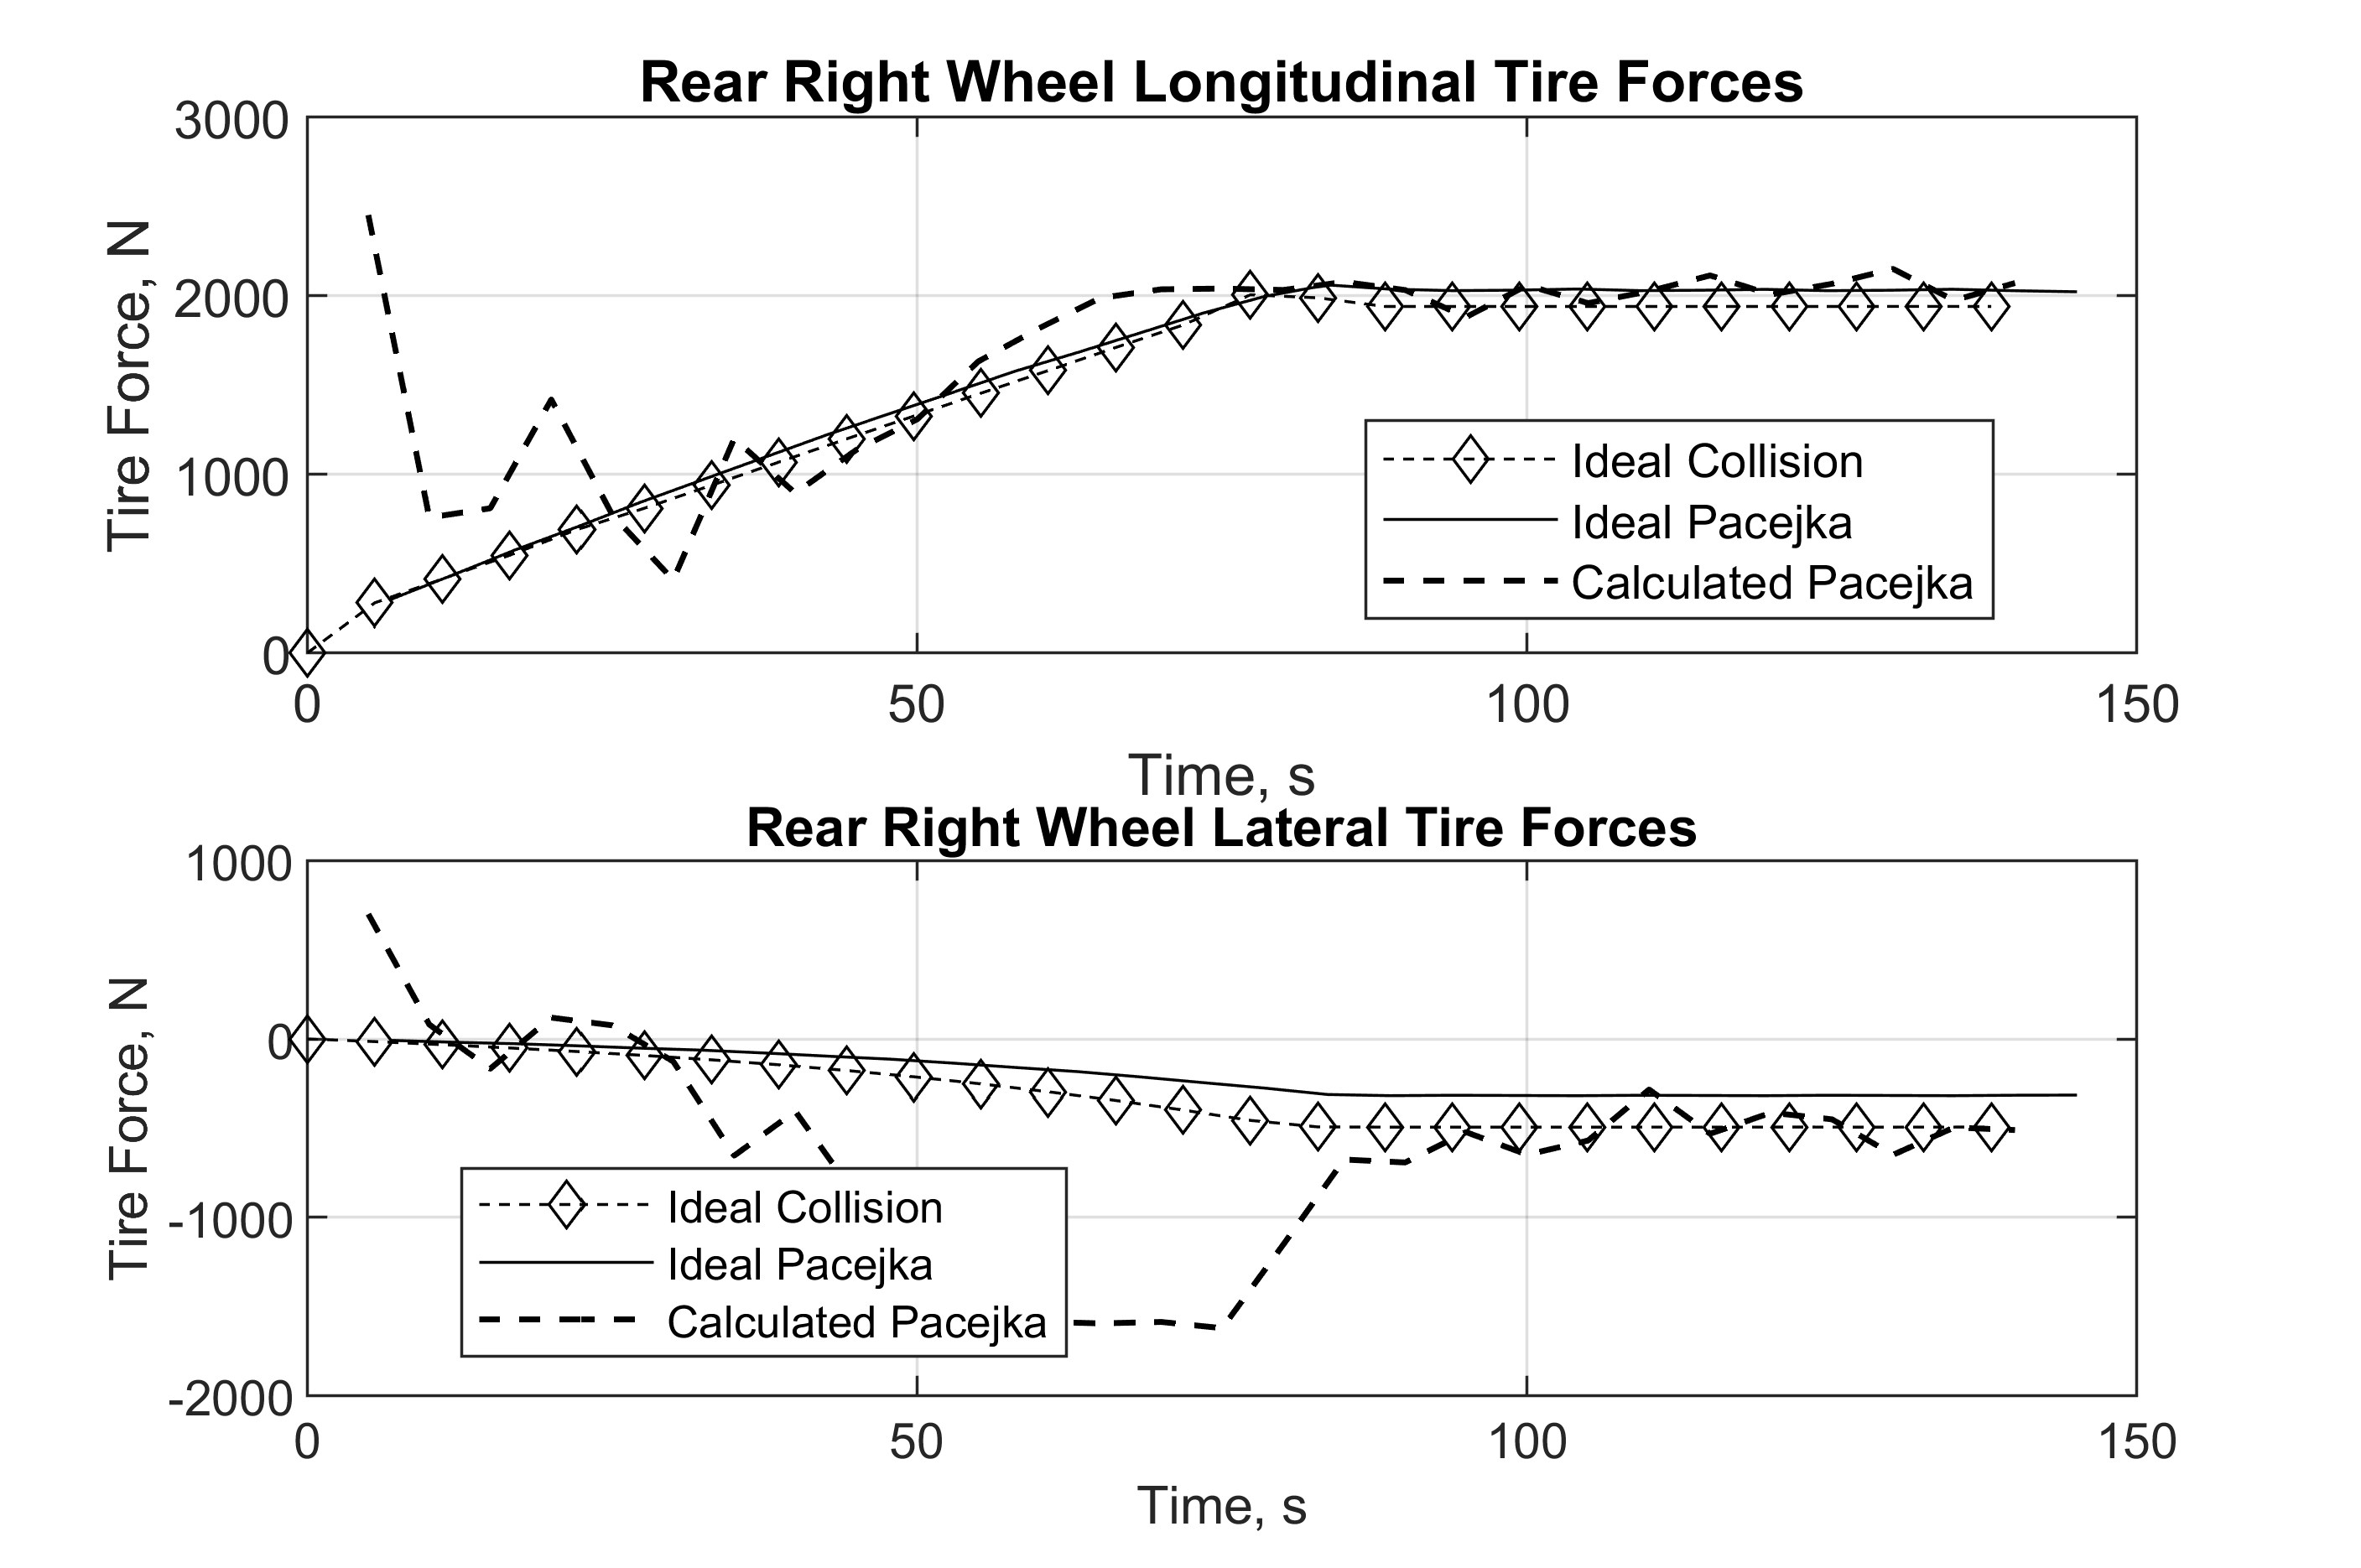 Rear Right Wheel Longitudinal Tire Forces
3000
2000
1000
0
Tire Force, N
Ideal Collision
Ideal Pacejka
Calculated Pacejka
0 50 100 150
Time, s
Rear Right Wheel Lateral Tire Forces
1000
0
-1000
-2000
Tire Force, N
Ideal Collision
Ideal Pacejka
Calculated Pacejka
0 50 100 150
Time, s